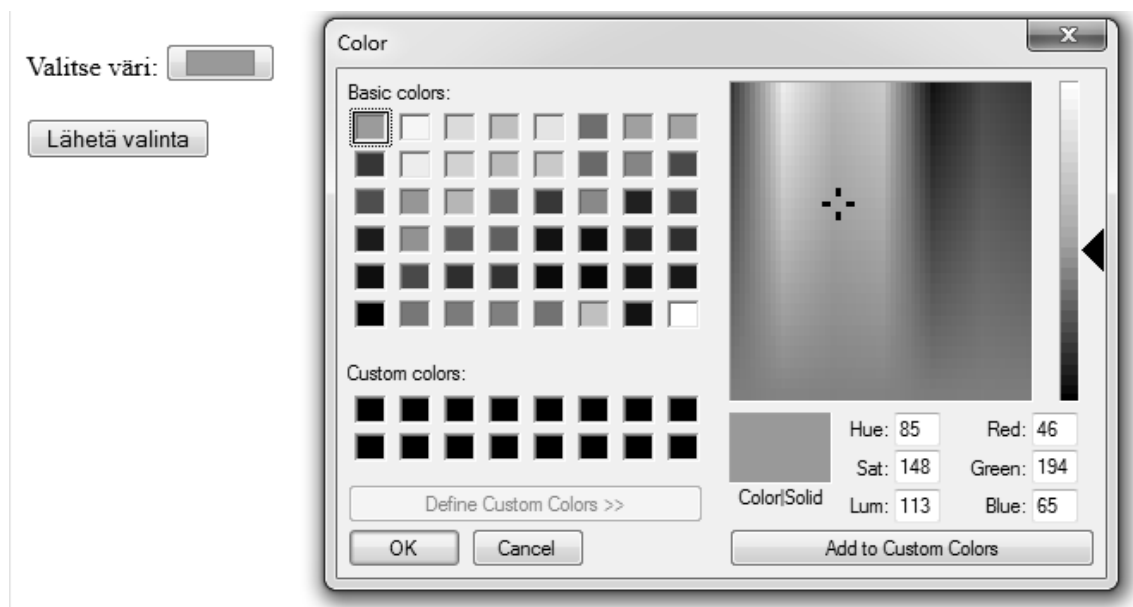 Valitse väri:
Lähetä valinta
Color
x
Basic colors:
Custom colors:
Define Custom Colors >>
OK
Cancel
Color|Solid
Hue: 85
Red: 46
Sat: 148
Green: 194
Lum: 113
Blue: 65
Add to Custom Colors